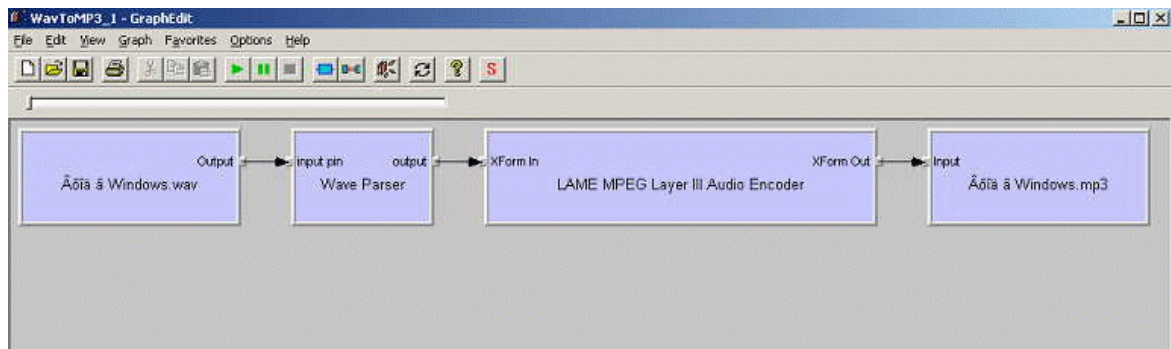 WavToMP3_1 - GraphEdit
File Edit View Graph Favorites Options Help
S
Output
Âõîä â Windows.wav
input pin output
Wave Parser
XForm In XForm Out
LAME MPEG Layer III Audio Encoder
Input
Âõîä â Windows.mp3